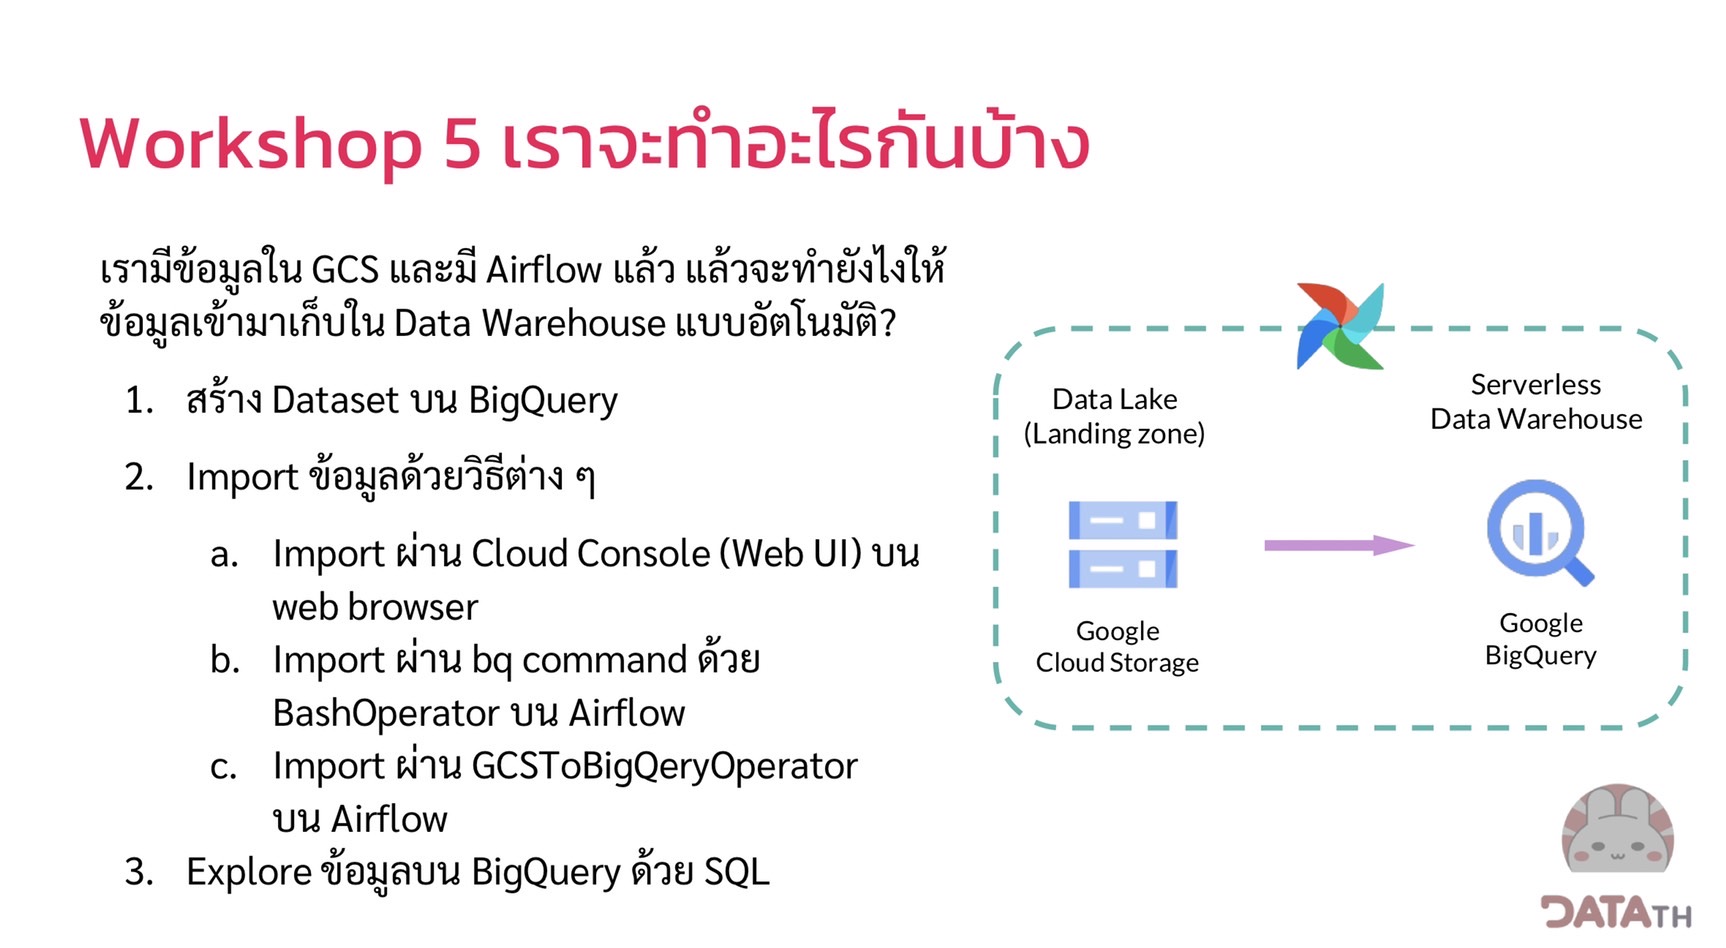 Workshop 5 เราจะทำอะไรกันบ้าง
เรามีข้อมูลใน GCS และมี Airflow แล้ว แล้วจะทำยังไงให้
ข้อมูลเข้ามาเก็บใน Data Warehouse แบบอัตโนมัติ?
1. สร้าง Dataset บน BigQuery
2. Import ข้อมูลด้วยวิธีต่าง ๆ
a. Import ผ่าน Cloud Console (Web UI) บน
web browser
b. Import ผ่าน bq command ด้วย
BashOperator บน Airflow
c. Import ผ่าน GCSToBigQeryOperator
บน Airflow
3. Explore ข้อมูลบน BigQuery ด้วย SQL
Data Lake
(Landing zone)
Google
Cloud Storage
Serverless
Data Warehouse
Google
BigQuery
DATATH